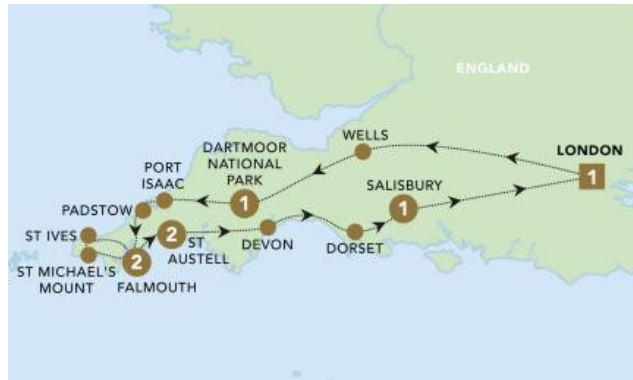 ENGLAND
LONDON
1
WELLS
DARTMOOR
NATIONAL
PARK
1
SALISBURY
1
PORT
ISAAC
PADSTOW
ST IVES
2
ST
AUSTELL
DEVON
DORSET
ST MICHAEL'S
MOUNT
2
FALMOUTH